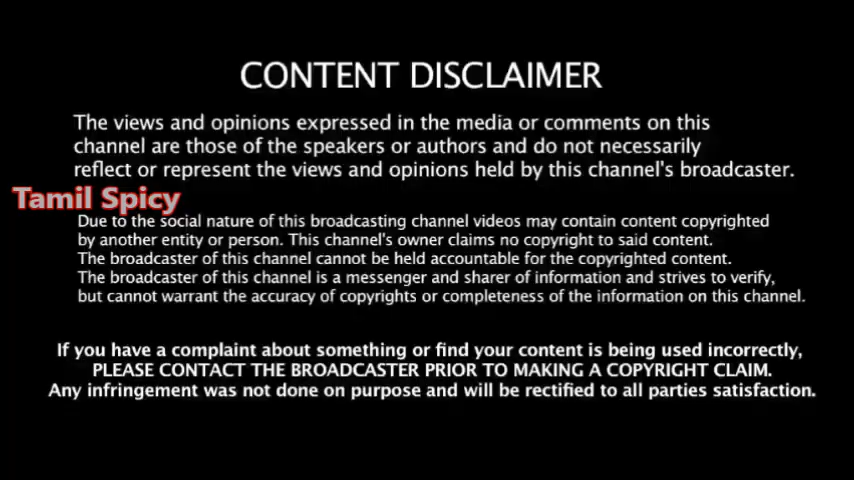 CONTENT DISCLAIMER
The views and opinions expressed in the media or comments on this
channel are those of the speakers or authors and do not necessarily
reflect or represent the views and opinions held by this channel's broadcaster.
Tamil Spicy
Due to the social nature of this broadcasting channel videos may contain content copyrighted
by another entity or person. This channel's owner claims no copyright to said content.
The broadcaster of this channel cannot be held accountable for the copyrighted content.
The broadcaster of this channel is a messenger and sharer of information and strives to verify,
but cannot warrant the accuracy of copyrights or completeness of the information on this channel.
If you have a complaint about something or find your content is being used incorrectly,
PLEASE CONTACT THE BROADCASTER PRIOR TO MAKING A COPYRIGHT CLAIM.
Any infringement was not done on purpose and will be rectified to all parties satisfaction.